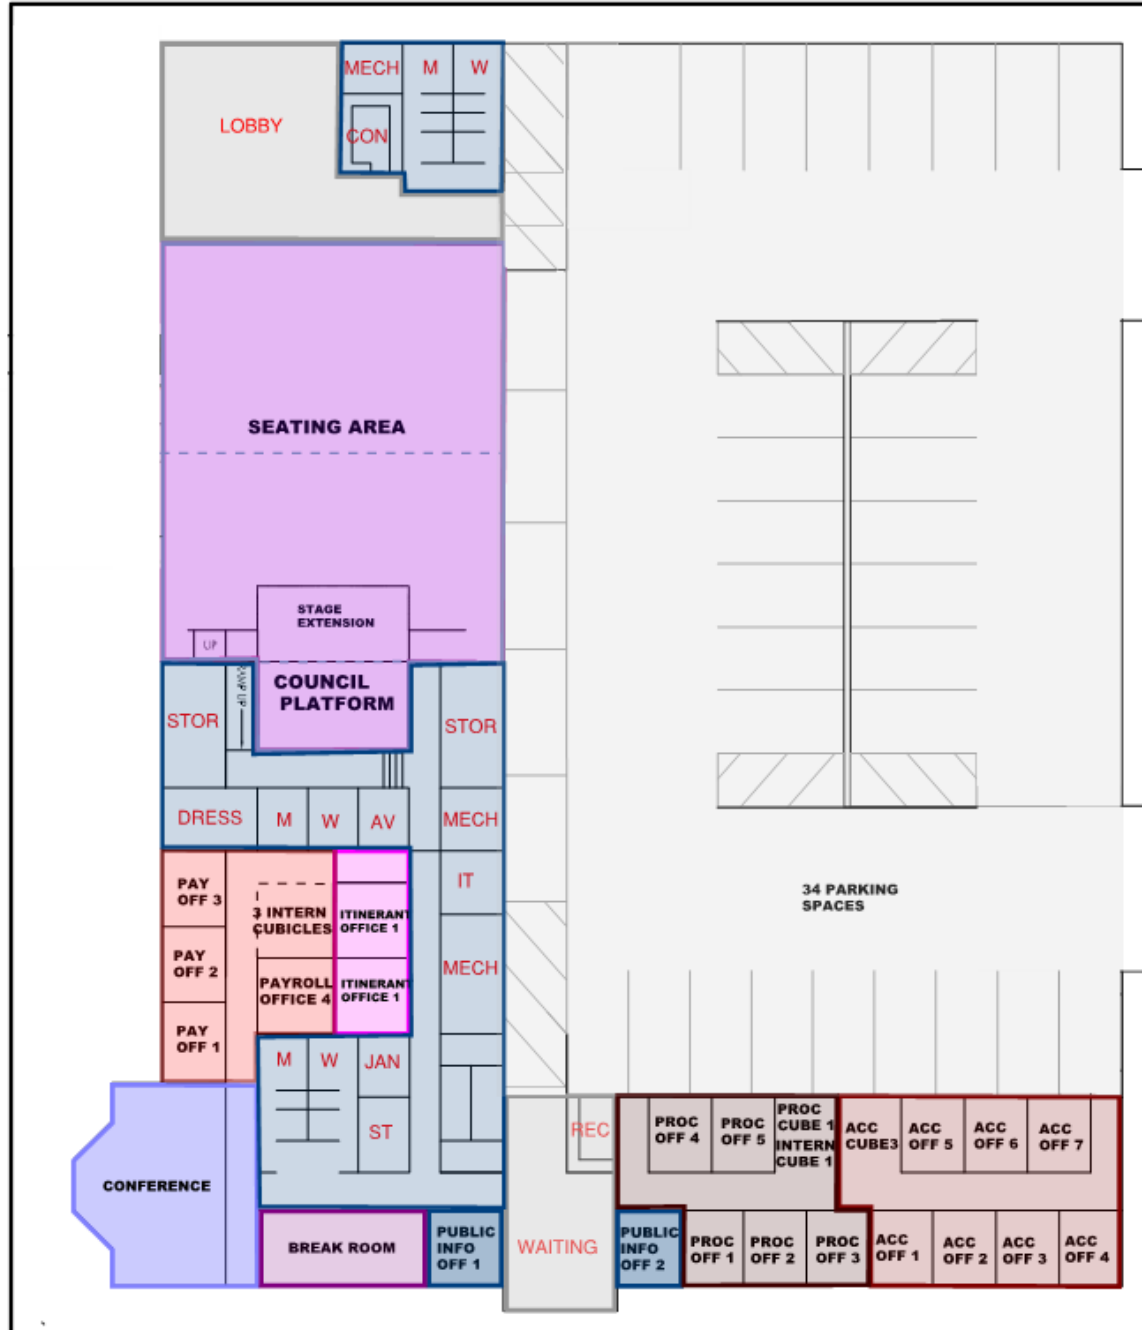 MECH
M
W
LOBBY
CON
SEATING AREA
STAGE
EXTENSION
UP
RAMP UP
COUNCIL
PLATFORM
STOR
STOR
DRESS
M
W
AV
MECH
PAY
OFF 3
3 INTERN
CUBICLES
ITINERANT
OFFICE 1
IT
34 PARKING
SPACES
PAY
OFF 2
PAYROLL
OFFICE 4
ITINERANT
OFFICE 1
MECH
PAY
OFF 1
M
W
JAN
ST
REC
PROC
OFF 4
PROC
OFF 5
PROC
CUBE 1
INTERN
CUBE 1
ACC
CUBE3
ACC
OFF 5
ACC
OFF 6
ACC
OFF 7
CONFERENCE
BREAK ROOM
PUBLIC
INFO
OFF 1
WAITING
PUBLIC
INFO
OFF 2
PROC
OFF 1
PROC
OFF 2
PROC
OFF 3
ACC
OFF 1
ACC
OFF 2
ACC
OFF 3
ACC
OFF 4